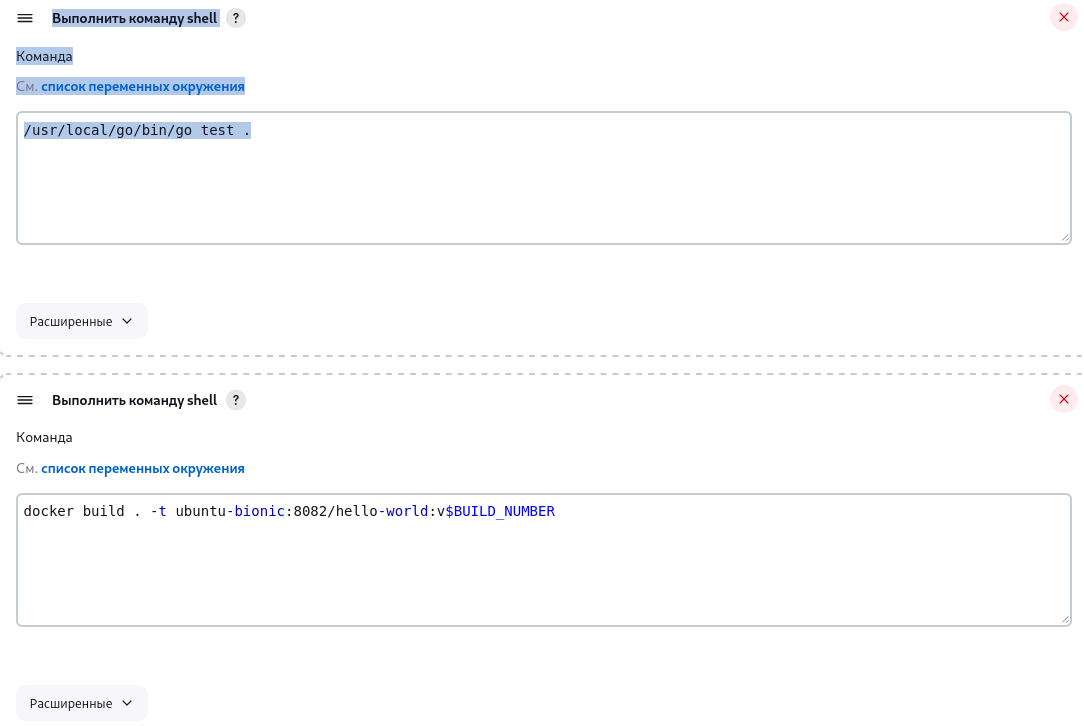 Выполнить команду shell ?
Команда
См. список переменных окружения
/usr/local/go/bin/go test .
Расширенные
Выполнить команду shell ?
Команда
См. список переменных окружения
docker build . -t ubuntu-bionic:8082/hello-world:v$BUILD_NUMBER
Расширенные